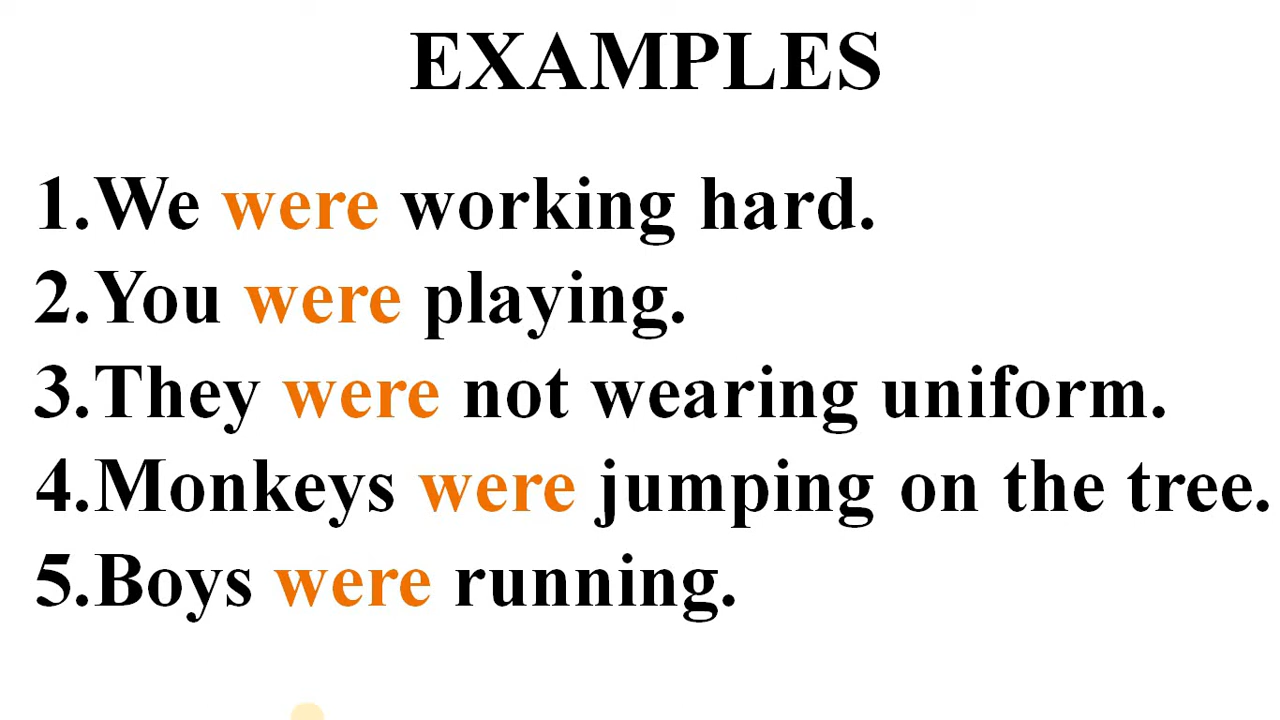 EXAMPLES
1.We were working hard.
2.You were playing.
3.They were not wearing uniform.
4.Monkeys were jumping on the tree.
5.Boys were running.